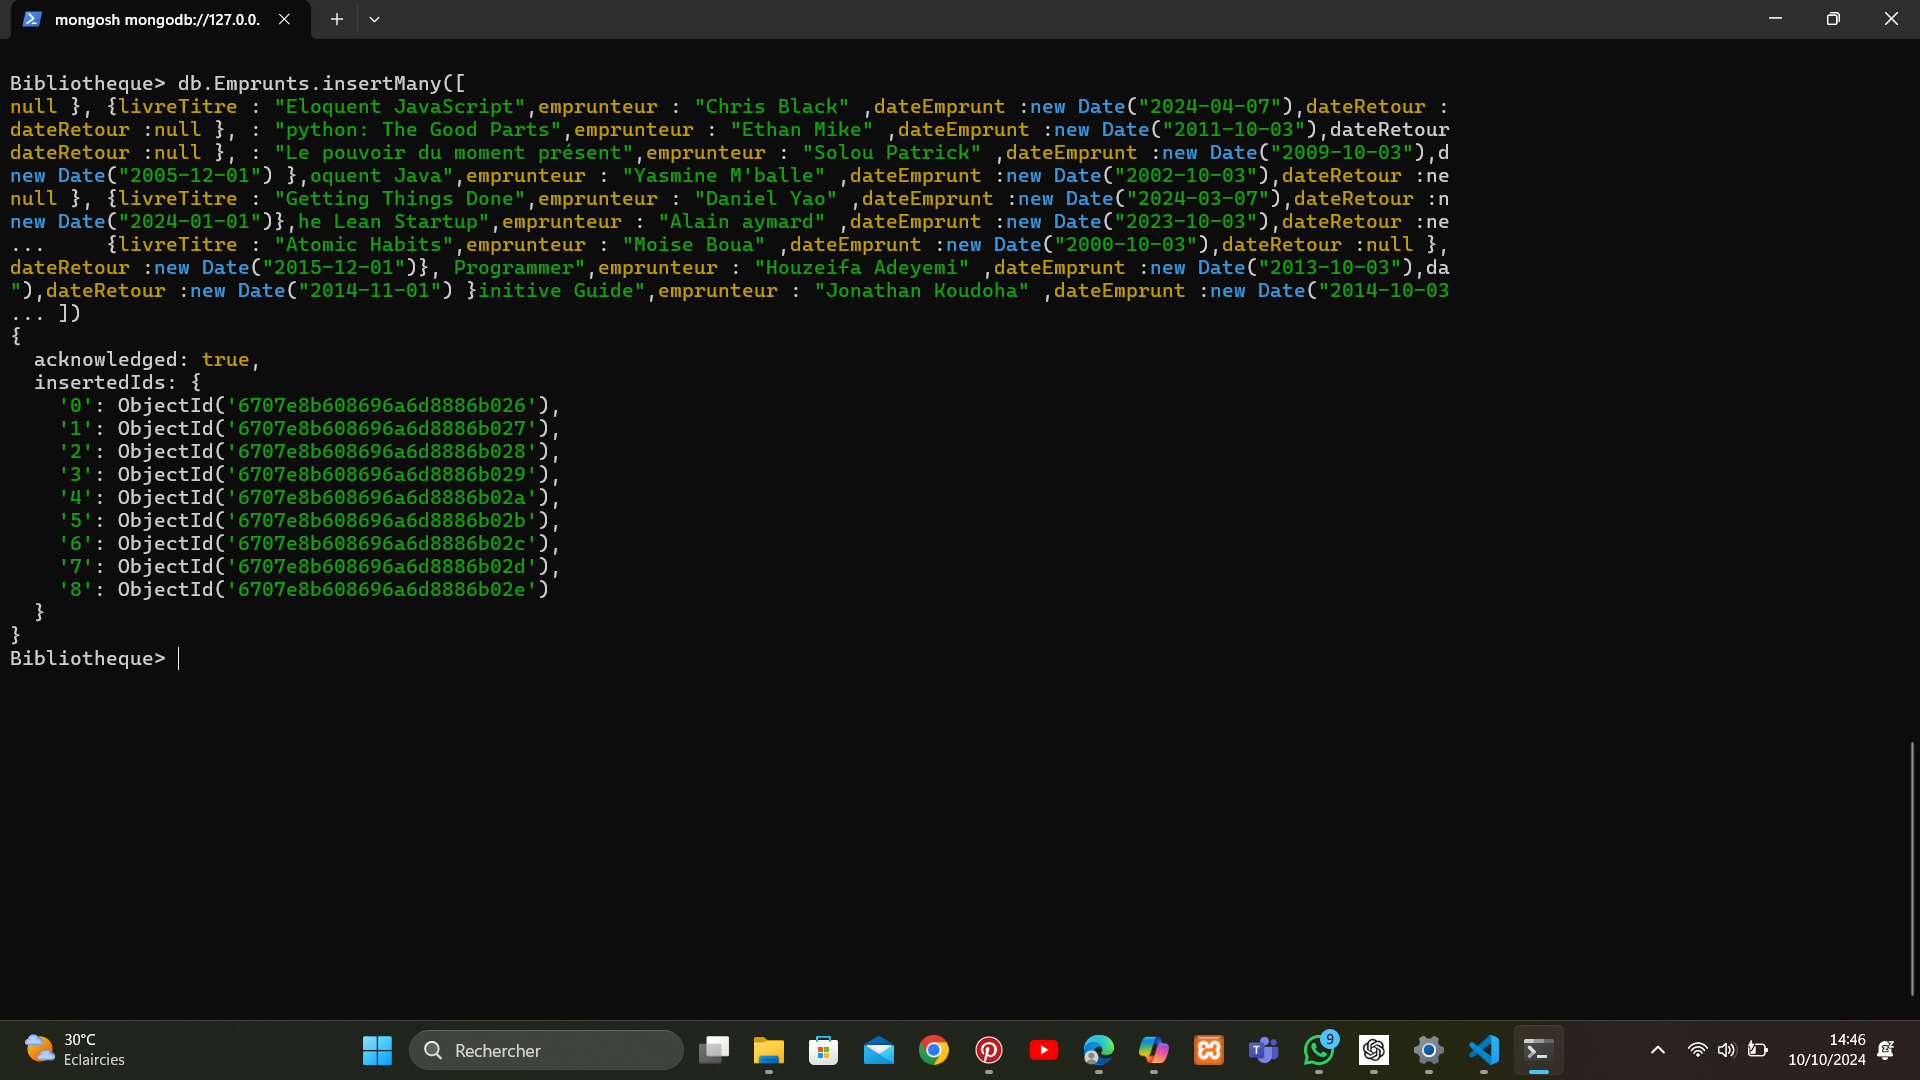 mongosh mongodb://127.0.0.
Bibliotheque> db.Emprunts.insertMany([
null }, {livreTitre : "Eloquent JavaScript",emprunteur : "Chris Black" ,dateEmprunt :new Date("2024-04-07"),dateRetour :
dateRetour :null }, : "python: The Good Parts",emprunteur : "Ethan Mike" ,dateEmprunt :new Date("2011-10-03"),dateRetour
dateRetour :null }, : "Le pouvoir du moment présent",emprunteur : "Solou Patrick" ,dateEmprunt :new Date("2009-10-03"),d
new Date("2005-12-01") },oquent Java",emprunteur : "Yasmine M'balle" ,dateEmprunt :new Date("2002-10-03"),dateRetour :ne
null }, {livreTitre : "Getting Things Done",emprunteur : "Daniel Yao" ,dateEmprunt :new Date("2024-03-07"),dateRetour :n
new Date("2024-01-01")},he Lean Startup",emprunteur : "Alain aymard" ,dateEmprunt :new Date("2023-10-03"),dateRetour :ne
...     {livreTitre : "Atomic Habits",emprunteur : "Moise Boua" ,dateEmprunt :new Date("2000-10-03"),dateRetour :null },
dateRetour :new Date("2015-12-01")}, Programmer",emprunteur : "Houzeifa Adeyemi" ,dateEmprunt :new Date("2013-10-03"),da
"),dateRetour :new Date("2014-11-01") }initive Guide",emprunteur : "Jonathan Koudoha" ,dateEmprunt :new Date("2014-10-03
... ])
{
  acknowledged: true,
  insertedIds: {
    '0': ObjectId('6707e8b608696a6d8886b026'),
    '1': ObjectId('6707e8b608696a6d8886b027'),
    '2': ObjectId('6707e8b608696a6d8886b028'),
    '3': ObjectId('6707e8b608696a6d8886b029'),
    '4': ObjectId('6707e8b608696a6d8886b02a'),
    '5': ObjectId('6707e8b608696a6d8886b02b'),
    '6': ObjectId('6707e8b608696a6d8886b02c'),
    '7': ObjectId('6707e8b608696a6d8886b02d'),
    '8': ObjectId('6707e8b608696a6d8886b02e')
  }
}
Bibliotheque>
30°C
Eclaircies
Rechercher
9
14:46
10/10/2024